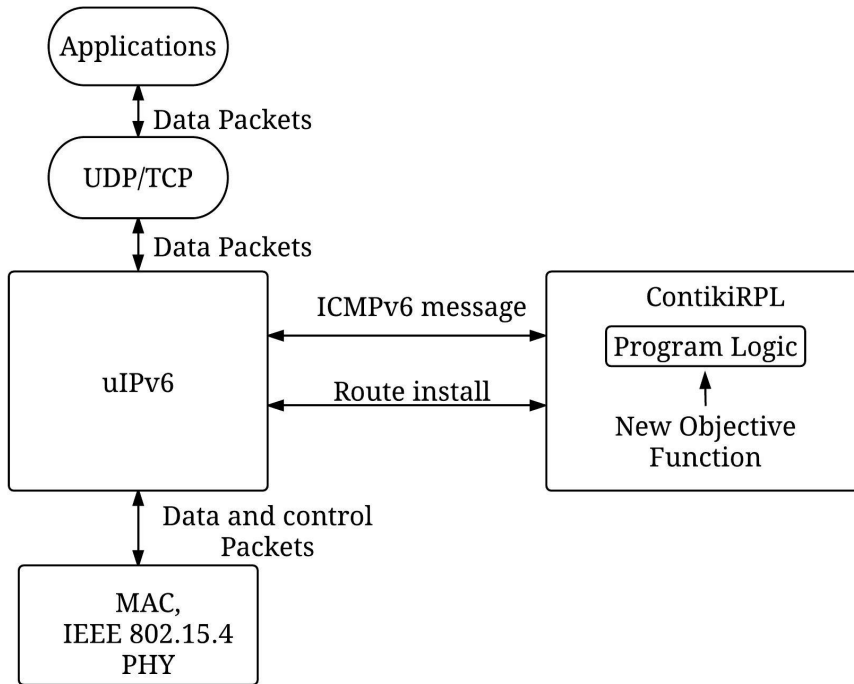 Applications
Data Packets
UDP/TCP
Data Packets
uIPv6
ICMPv6 message
Route install
ContikiRPL
Program Logic
New Objective
Function
Data and control
Packets
MAC,
IEEE 802.15.4
PHY